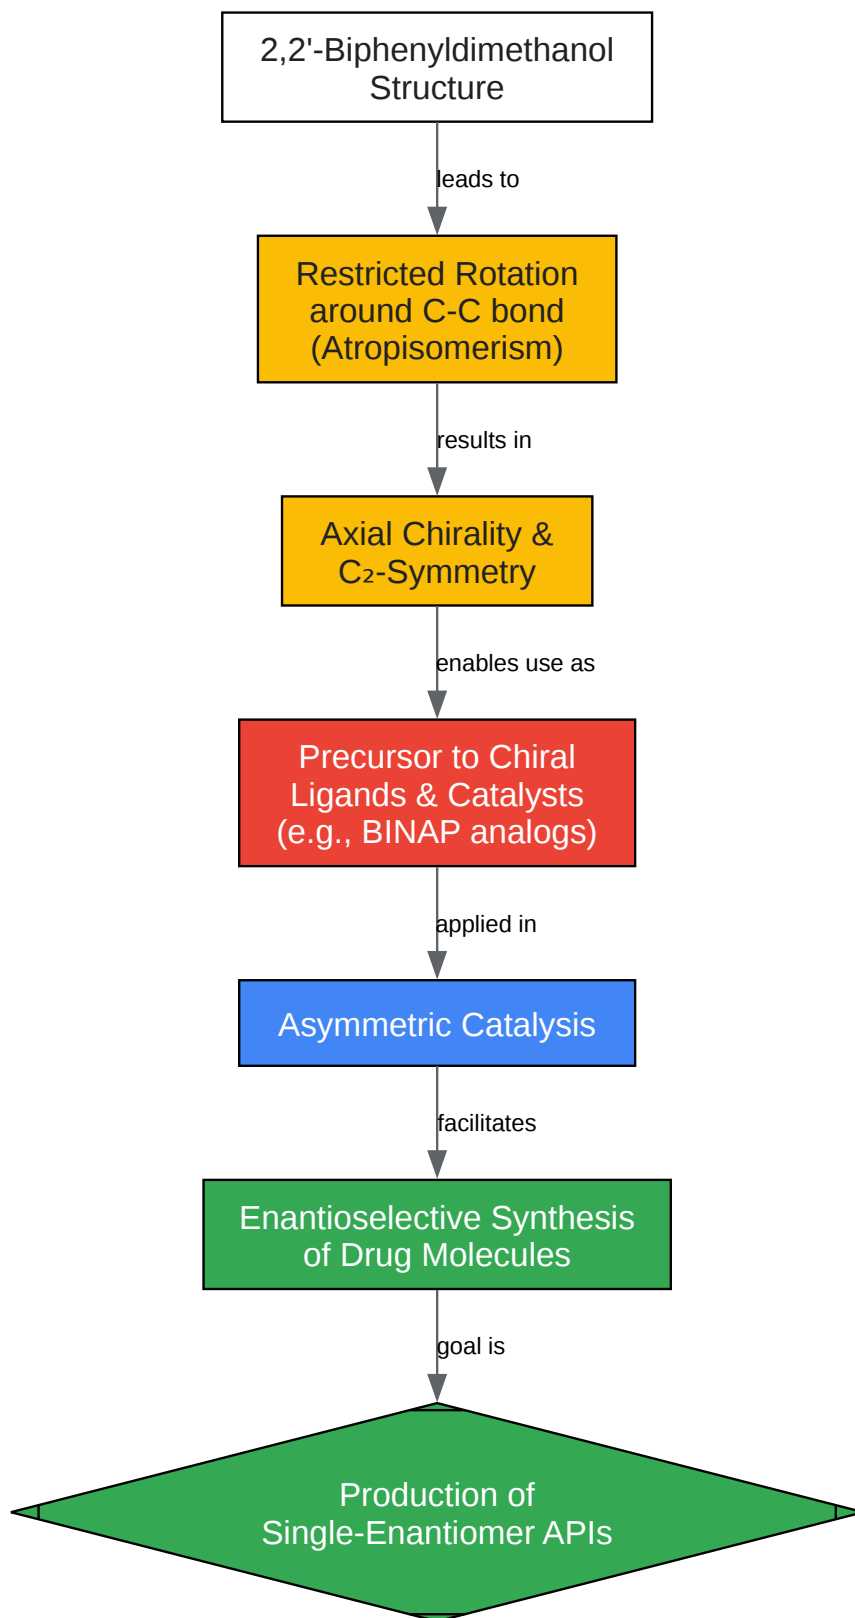 2,2'-Biphenyldimethanol
Structure
leads to
Restricted Rotation
around C-C bond
(Atropisomerism)
results in
Axial Chirality &
C₂-Symmetry
enables use as
Precursor to Chiral
Ligands & Catalysts
(e.g., BINAP analogs)
applied in
Asymmetric Catalysis
facilitates
Enantioselective Synthesis
of Drug Molecules
goal is
Production of
Single-Enantiomer APIs